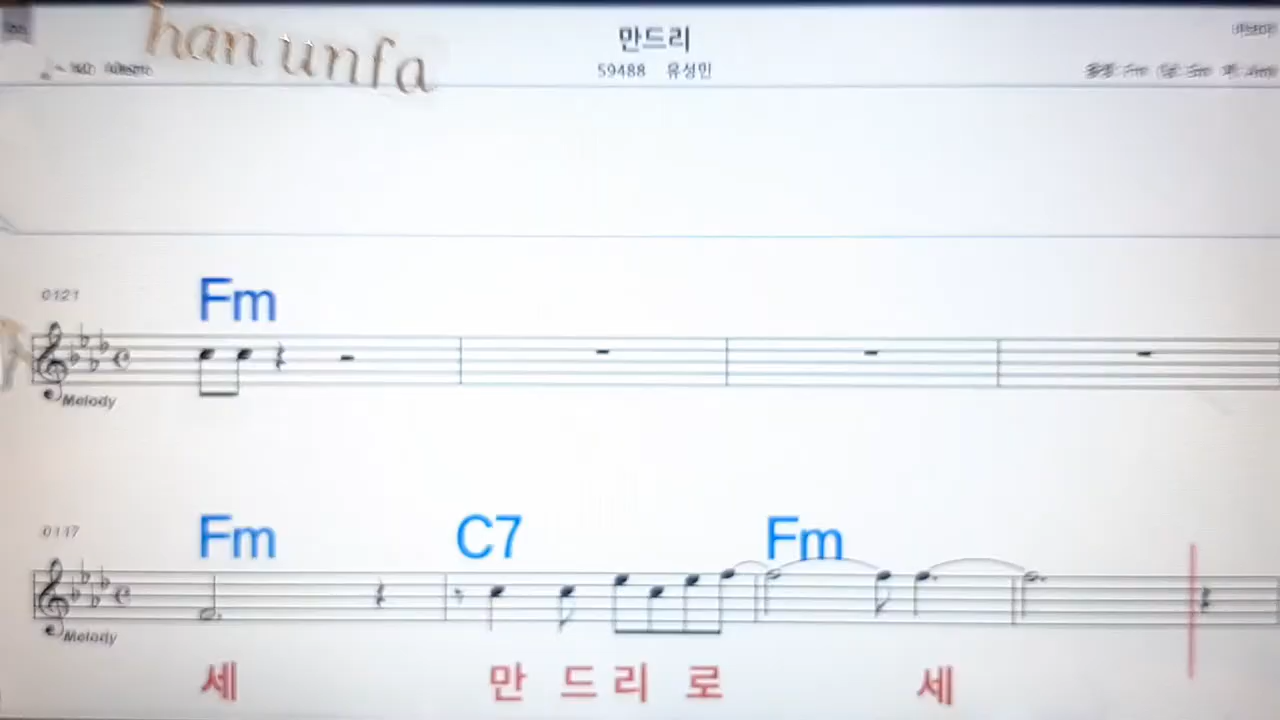 han unfa
만드리
59488 유성민
0121
Fm
Melody
0117
Fm C7 Fm
Melody
세 만 드 리 로 세